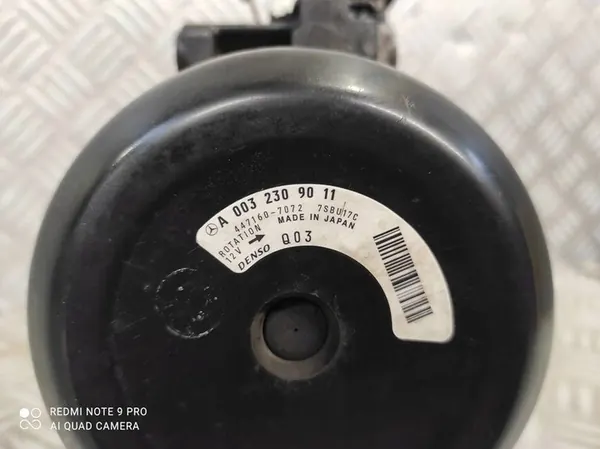 A 003 230 90 11
447160-7072 7SBU17C
ROTATION MADE IN JAPAN
12V
DENSO Q03
REDMI NOTE 9 PRO
AI QUAD CAMERA